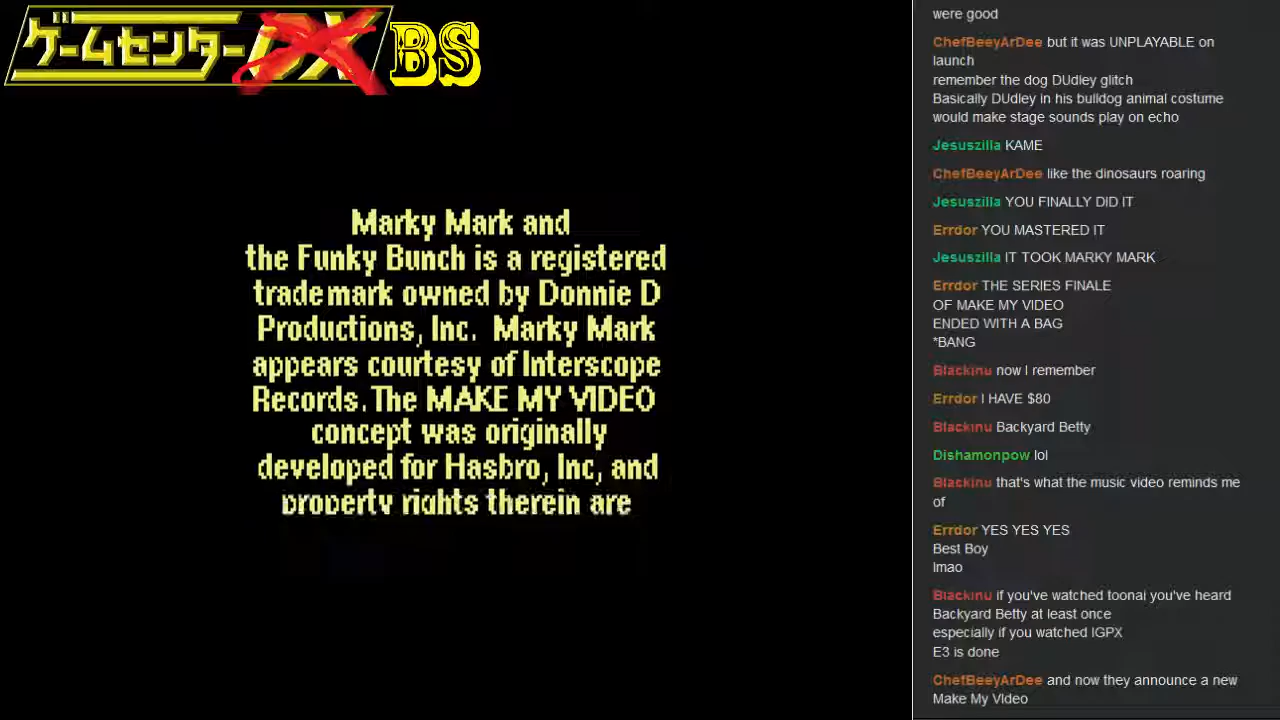 ゲームセンターDX BS
Marky Mark and
the Funky Bunch is a registered
trademark owned by Donnie D
Productions, Inc. Marky Mark
appears courtesy of Interscope
Records.The MAKE MY VIDEO
concept was originally
developed for Hasbro, Inc, and
property rights therein are
were good
ChefBeeyArDee but it was UNPLAYABLE on
launch
remember the dog DUdley glitch
Basically DUdley in his bulldog animal costume
would make stage sounds play on echo
Jesuszilla KAME
ChefBeeyArDee like the dinosaurs roaring
Jesuszilla YOU FINALLY DID IT
Errdor YOU MASTERED IT
Jesuszilla IT TOOK MARKY MARK
Errdor THE SERIES FINALE
OF MAKE MY VIDEO
ENDED WITH A BAG
*BANG
Blackinu now I remember
Errdor I HAVE $80
Blackinu Backyard Betty
Dishamonpow lol
Blackinu that's what the music video reminds me
of
Errdor YES YES YES
Best Boy
lmao
Blackinu if you've watched toonai you've heard
Backyard Betty at least once
especially if you watched IGPX
E3 is done
ChefBeeyArDee and now they announce a new
Make My VIdeo